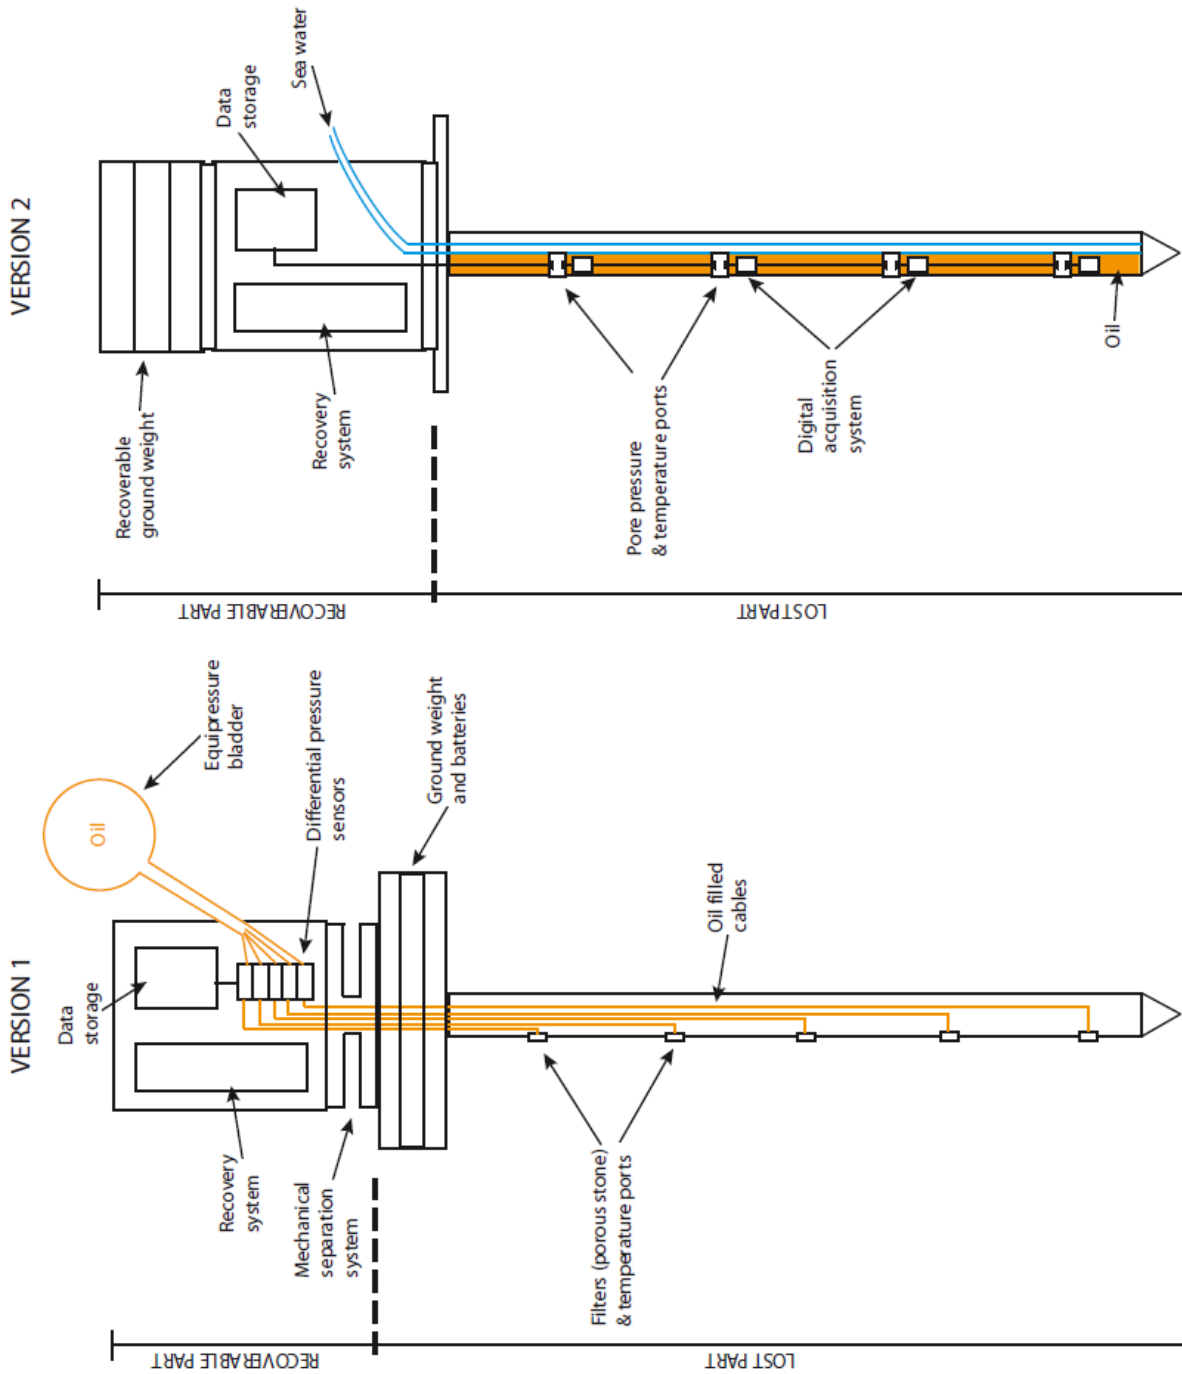 VERSION 1
Data
storage
Oil
Equipressure
bladder
Recovery
system
Differential pressure
sensors
Mechanical
separation
system
Ground weight
and batteries
Filters (porous stone)
& temperature ports
Oil filled
cables
RECOVERABLE PART
LOST PART
VERSION 2
Data
storage
Sea water
Recoverable
ground weight
Recovery
system
Pore pressure
& temperature ports
Digital
acquisition
system
Oil
RECOVERABLE PART
LOST PART